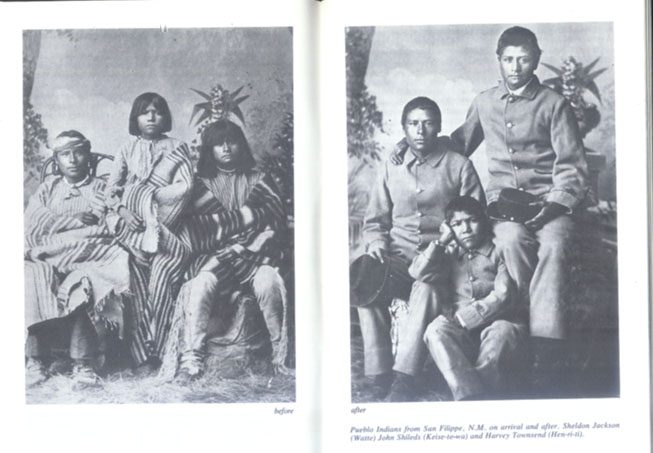 before
after
Pueblo Indians from San Filippe, N.M. on arrival and after. Sheldon Jackson
(Watte) John Shileds (Keise-te-wa) and Harvey Townsend (Hen-ri-ti).